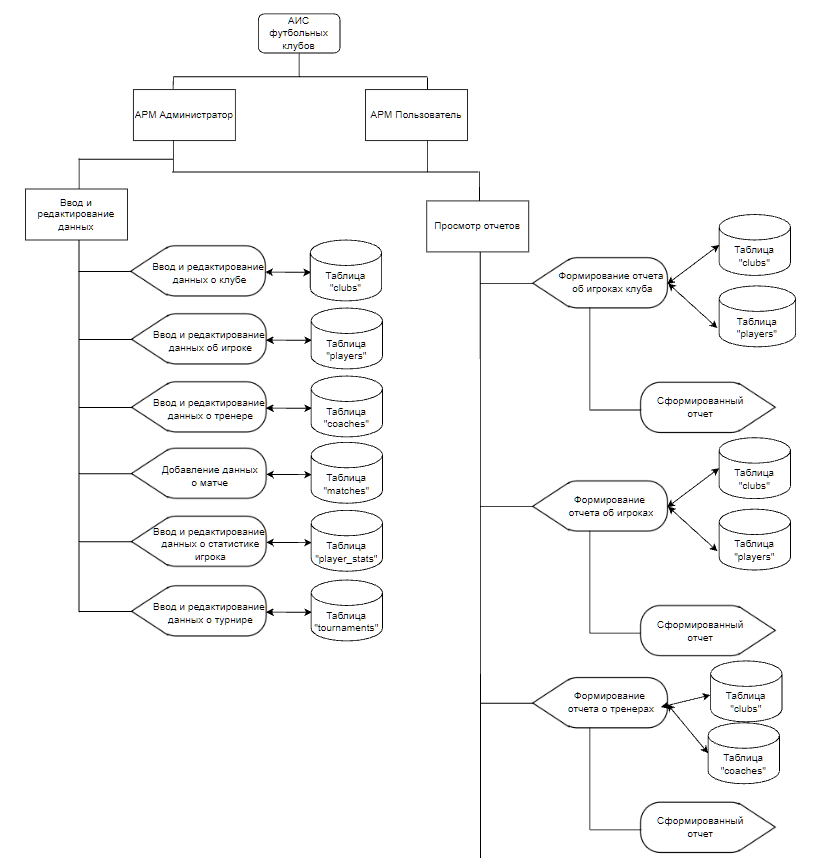 АИС
футбольных
клубов
АРМ Администратор
АРМ Пользователь
Ввод и
редактирование
данных
Просмотр отчетов
Ввод и редактирование
данных о клубе
Таблица
"clubs"
Ввод и редактирование
данных об игроке
Таблица
"players"
Ввод и редактирование
данных о тренере
Таблица
"coaches"
Добавление данных
о матче
Таблица
"matches"
Ввод и редактирование
данных о статистике
игрока
Таблица
"player_stats"
Ввод и редактирование
данных о турнире
Таблица
"tournaments"
Формирование отчета
об игроках клуба
Таблица
"clubs"
Таблица
"players"
Сформированный
отчет
Формирование
отчета об игроках
Таблица
"clubs"
Таблица
"players"
Сформированный
отчет
Формирование
отчета о тренерах
Таблица
"clubs"
Таблица
"coaches"
Сформированный
отчет